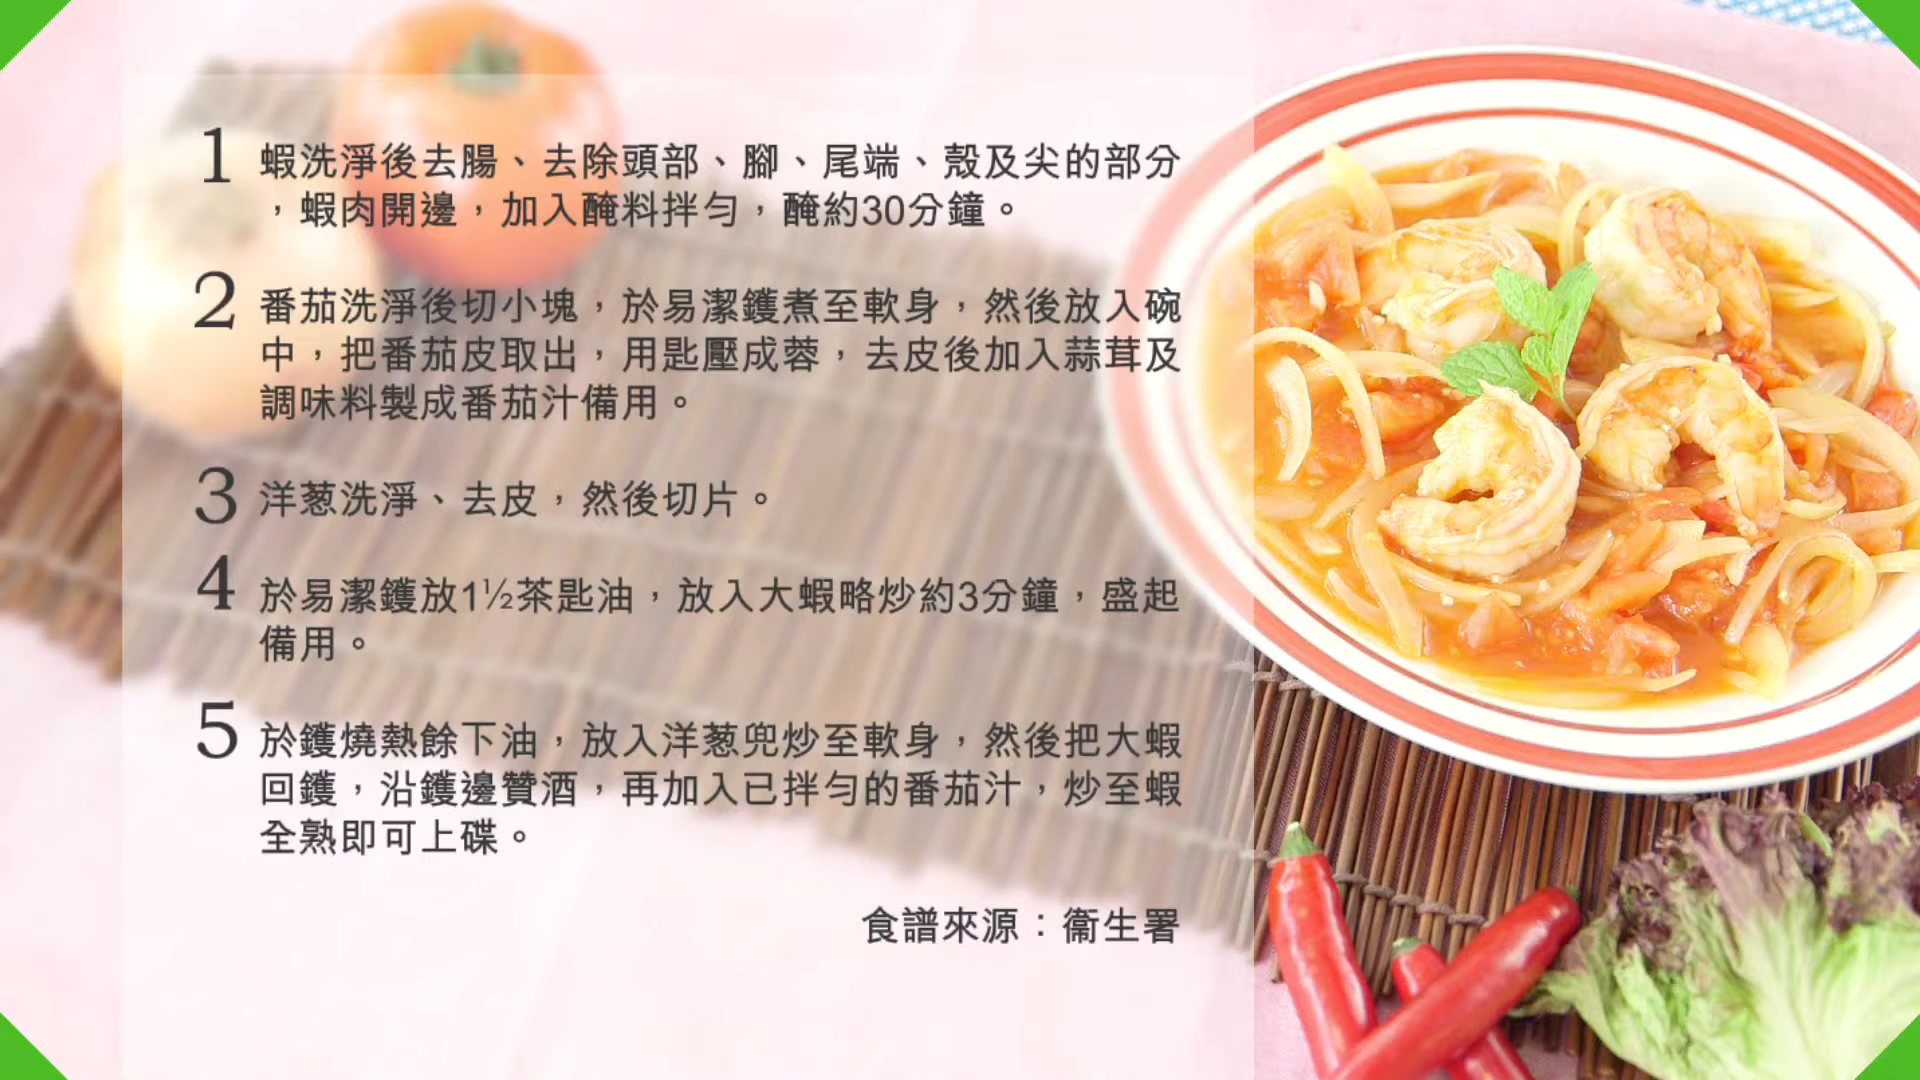 1 蝦洗淨後去腸、去除頭部、腳、尾端、殼及尖的部分
，蝦肉開邊，加入醃料拌勻，醃約30分鐘。
2 番茄洗淨後切小塊，於易潔鑊煮至軟身，然後放入碗
中，把番茄皮取出，用匙壓成蓉，去皮後加入蒜茸及
調味料製成番茄汁備用。
3 洋葱洗淨、去皮，然後切片。
4 於易潔鑊放1½茶匙油，放入大蝦略炒約3分鐘，盛起
備用。
5 於鑊燒熱餘下油，放入洋葱兜炒至軟身，然後把大蝦
回鑊，沿鑊邊贊酒，再加入已拌勻的番茄汁，炒至蝦
全熟即可上碟。
食譜來源：衞生署